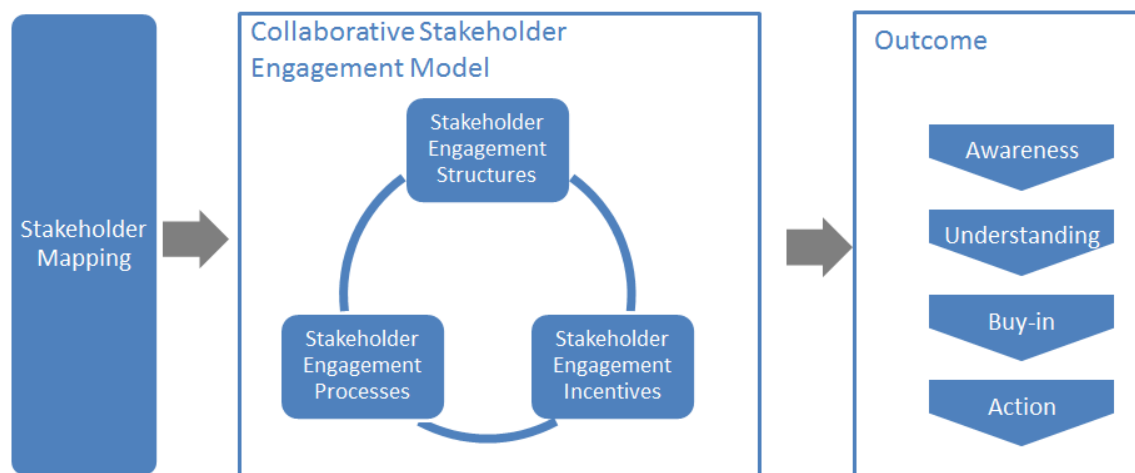 Stakeholder
Mapping
Collaborative Stakeholder
Engagement Model
Stakeholder
Engagement
Structures
Stakeholder
Engagement
Processes
Stakeholder
Engagement
Incentives
Outcome
Awareness
Understanding
Buy-in
Action